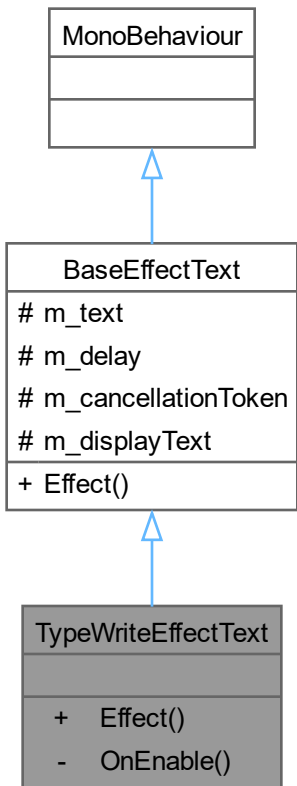 MonoBehaviour
BaseEffectText
# m_text
# m_delay
# m_cancellationToken
# m_displayText
+ Effect()
TypeWriteEffectText
+ Effect()
- OnEnable()